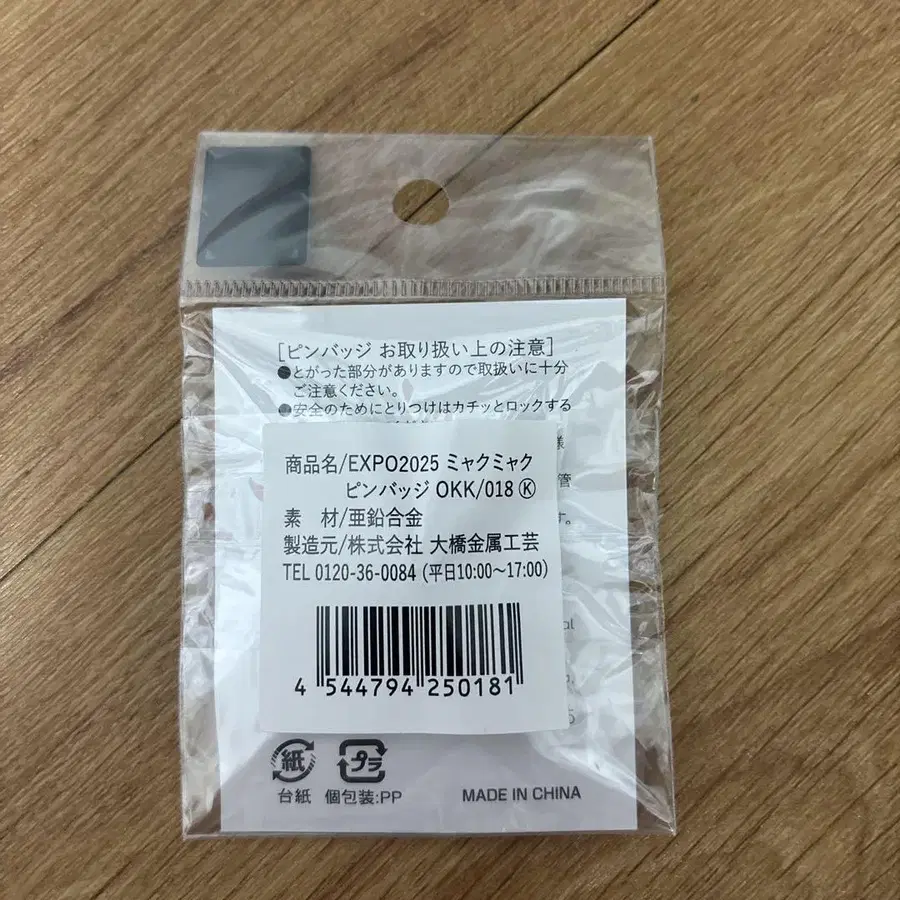 [ピンバッジ お取り扱い上の注意]
●とがった部分がありますので取扱いに十分
ご注意ください。
●安全のためにとりつけはカチッとロックする
様
管
す。
商品名/EXPO2025 ミャクミャク
ピンバッジ OKK/018 Ⓚ
素　材/亜鉛合金
製造元/株式会社 大橋金属工芸
TEL 0120-36-0084 (平日10:00~17:00)
4 544794 250181
al
5
紙
プラ
台紙 個包装:PP
MADE IN CHINA